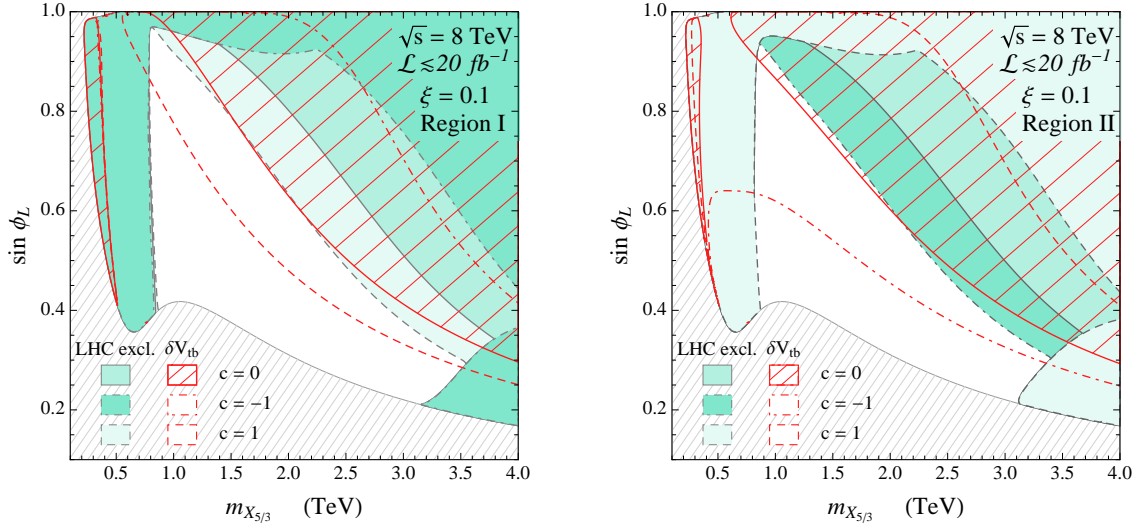 √s = 8 TeV
ℒ ≲ 20 fb⁻¹
ξ = 0.1
Region I
LHC excl. δV_tb
c = 0
c = −1
c = 1
sin ϕ_L
1.0
0.8
0.6
0.4
0.2
0.5 1.0 1.5 2.0 2.5 3.0 3.5 4.0
m_{X_{5/3}} (TeV)
√s = 8 TeV
ℒ ≲ 20 fb⁻¹
ξ = 0.1
Region II
LHC excl. δV_tb
c = 0
c = −1
c = 1
sin ϕ_L
1.0
0.8
0.6
0.4
0.2
0.5 1.0 1.5 2.0 2.5 3.0 3.5 4.0
m_{X_{5/3}} (TeV)